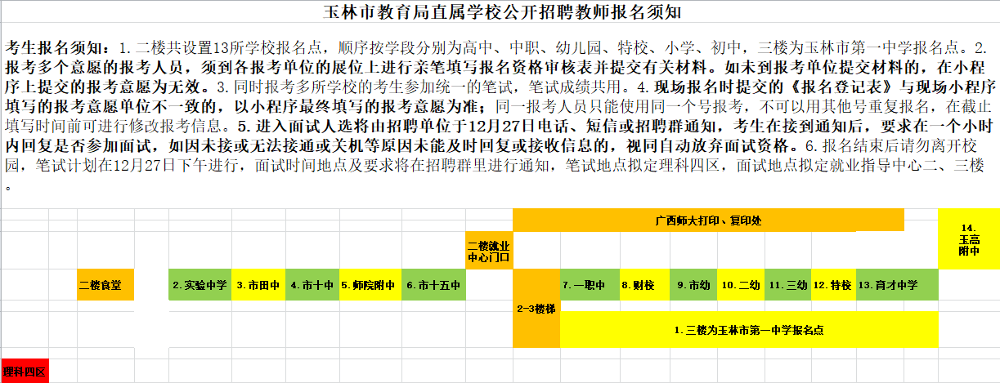 玉林市教育局直属学校公开招聘教师报名须知
考生报名须知：1.二楼共设置13所学校报名点，顺序按学段分别为高中、中职、幼儿园、特校、小学、初中，三楼为玉林市第一中学报名点。2.
报考多个意愿的报考人员，须到各报考单位的展位上进行亲笔填写报名资格审核表并提交有关材料。如未到报考单位提交材料的，在小程
序上提交的报考意愿为无效。3.同时报考多所学校的考生参加统一的笔试，笔试成绩共用。4.现场报名时提交的《报名登记表》与现场小程序
填写的报考意愿单位不一致的，以小程序最终填写的报考意愿为准；同一报考人员只能使用同一个号报考，不可以用其他号重复报名，在截止
填写时间前可进行修改报考信息。5.进入面试人选将由招聘单位于12月27日电话、短信或招聘群通知，考生在接到通知后，要求在一个小时
内回复是否参加面试，如因未接或无法接通或关机等原因未能及时回复或接收信息的，视同自动放弃面试资格。6.报名结束后请勿离开校
园，笔试计划在12月27日下午进行，面试时间地点及要求将在招聘群里进行通知，笔试地点拟定理科四区，面试地点拟定就业指导中心二、三楼
。
广西师大打印、复印处
14.
玉高
附中
二楼就业
中心门口
二楼食堂
2.实验中学
3.市田中
4.市十中
5.师院附中
6.市十五中
2-3楼梯
7.一职中
8.财校
9.市幼
10.二幼
11.三幼
12.特校
13.育才中学
1.三楼为玉林市第一中学报名点
理科四区